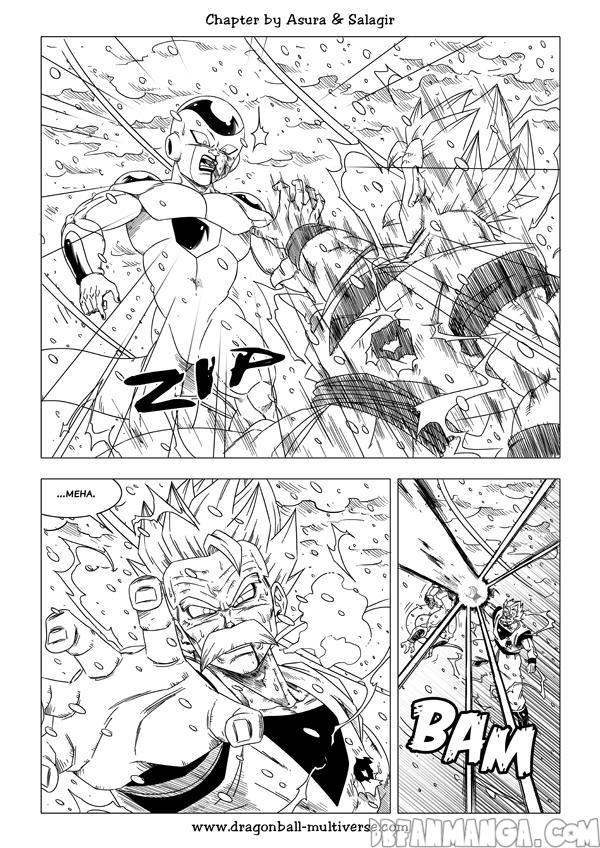 Chapter by Asura & Salagir
ZIP
...MEHA.
BAM
www.dragonball-multiverse.com
DBFANMANGA.COM